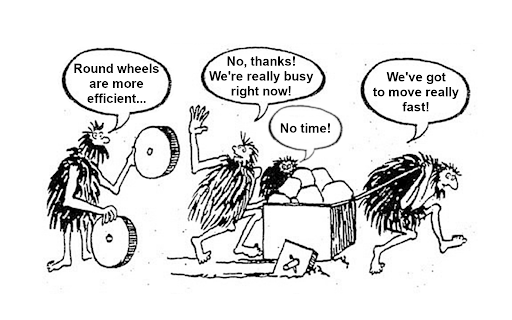 Round wheels
are more
efficient...
No, thanks!
We're really busy
right now!
No time!
We've got
to move really
fast!